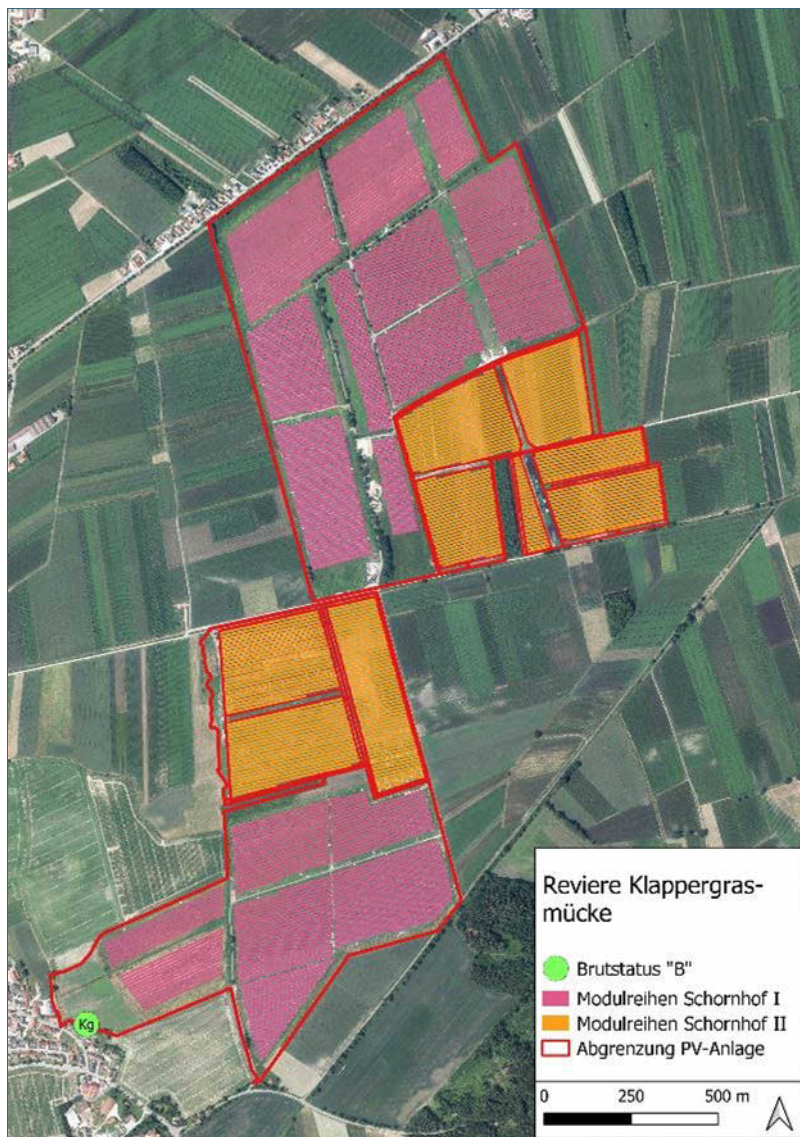 Kg
Reviere Klappergras-
mücke
Brutstatus "B"
Modulreihen Schornhof I
Modulreihen Schornhof II
Abgrenzung PV-Anlage
0 250 500 m